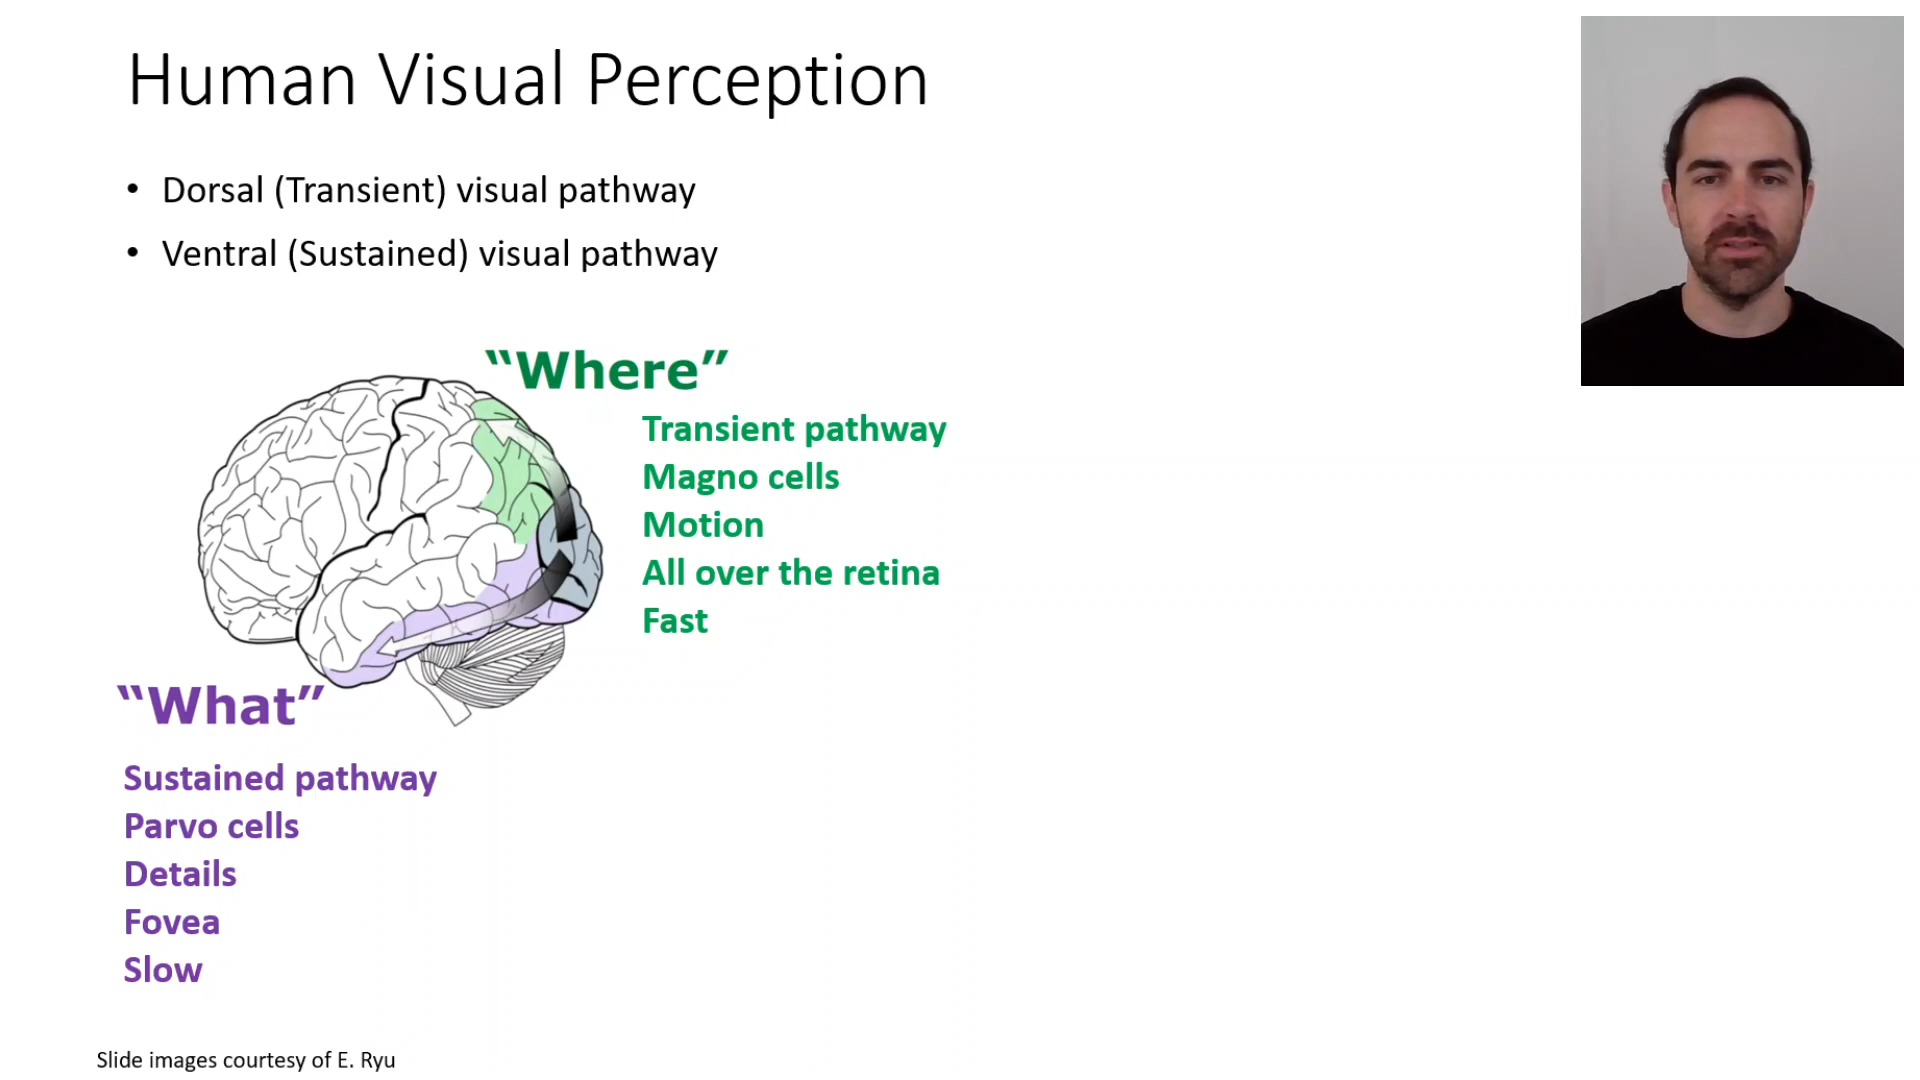 Human Visual Perception
• Dorsal (Transient) visual pathway
• Ventral (Sustained) visual pathway
“Where”
Transient pathway
Magno cells
Motion
All over the retina
Fast
“What”
Sustained pathway
Parvo cells
Details
Fovea
Slow
Slide images courtesy of E. Ryu